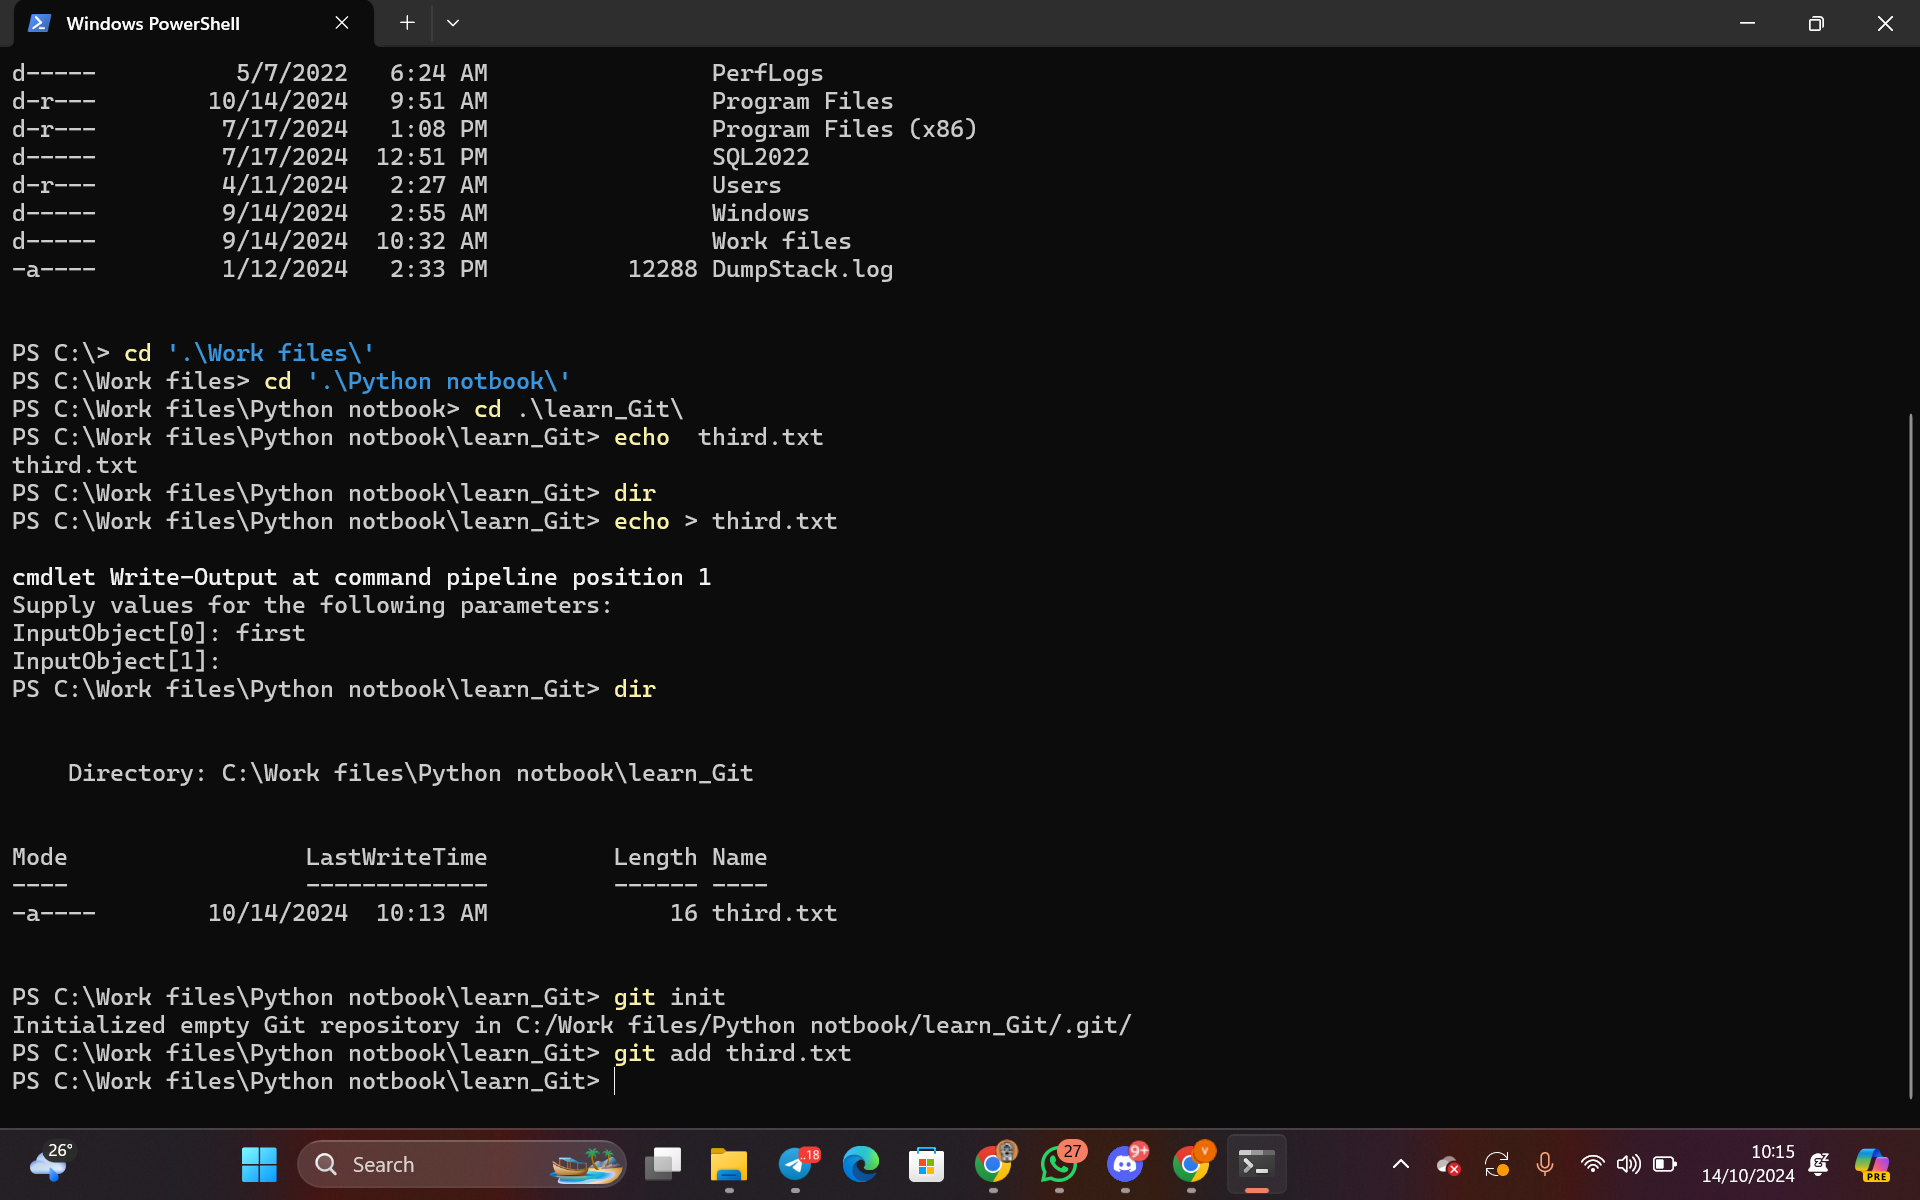 Windows PowerShell
d-----          5/7/2022   6:24 AM                PerfLogs
d-r---        10/14/2024   9:51 AM                Program Files
d-r---         7/17/2024   1:08 PM                Program Files (x86)
d-----         7/17/2024  12:51 PM                SQL2022
d-r---         4/11/2024   2:27 AM                Users
d-----         9/14/2024   2:55 AM                Windows
d-----         9/14/2024  10:32 AM                Work files
-a----         1/12/2024   2:33 PM          12288 DumpStack.log
PS C:\> cd '.\Work files\'
PS C:\Work files> cd '.\Python notbook\'
PS C:\Work files\Python notbook> cd .\learn_Git\
PS C:\Work files\Python notbook\learn_Git> echo  third.txt
third.txt
PS C:\Work files\Python notbook\learn_Git> dir
PS C:\Work files\Python notbook\learn_Git> echo > third.txt
cmdlet Write-Output at command pipeline position 1
Supply values for the following parameters:
InputObject[0]: first
InputObject[1]:
PS C:\Work files\Python notbook\learn_Git> dir
    Directory: C:\Work files\Python notbook\learn_Git
Mode                 LastWriteTime         Length Name
----                 -------------         ------ ----
-a----        10/14/2024  10:13 AM             16 third.txt
PS C:\Work files\Python notbook\learn_Git> git init
Initialized empty Git repository in C:/Work files/Python notbook/learn_Git/.git/
PS C:\Work files\Python notbook\learn_Git> git add third.txt
PS C:\Work files\Python notbook\learn_Git>
26°
Search
..18
27
9+
V
10:15
14/10/2024
PRE